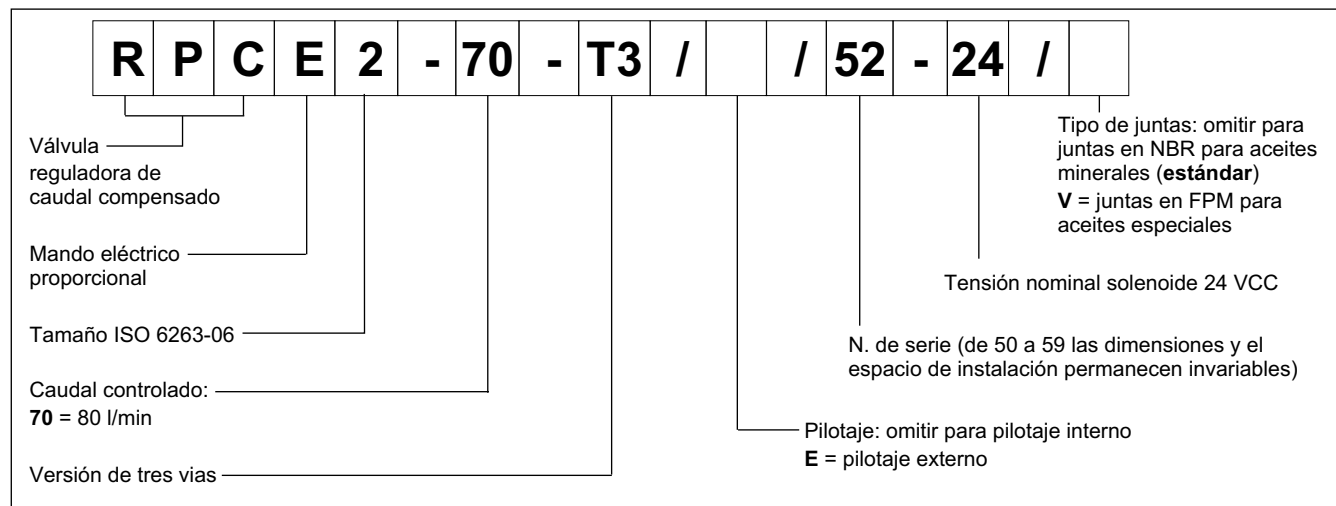 R P C E 2 - 70 - T3 / / 52 - 24 /
Válvula
reguladora de
caudal compensado
Mando eléctrico
proporcional
Tamaño ISO 6263-06
Caudal controlado:
70 = 80 l/min
Versión de tres vias
Tipo de juntas: omitir para
juntas en NBR para aceites
minerales (estándar)
V = juntas en FPM para
aceites especiales
Tensión nominal solenoide 24 VCC
N. de serie (de 50 a 59 las dimensiones y el
espacio de instalación permanecen invariables)
Pilotaje: omitir para pilotaje interno
E = pilotaje externo